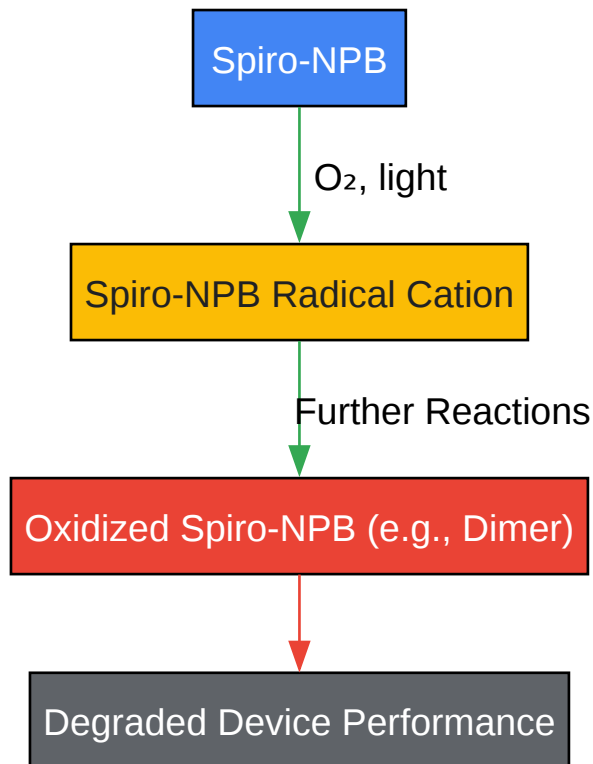 Spiro-NPB
O₂, light
Spiro-NPB Radical Cation
Further Reactions
Oxidized Spiro-NPB (e.g., Dimer)
Degraded Device Performance